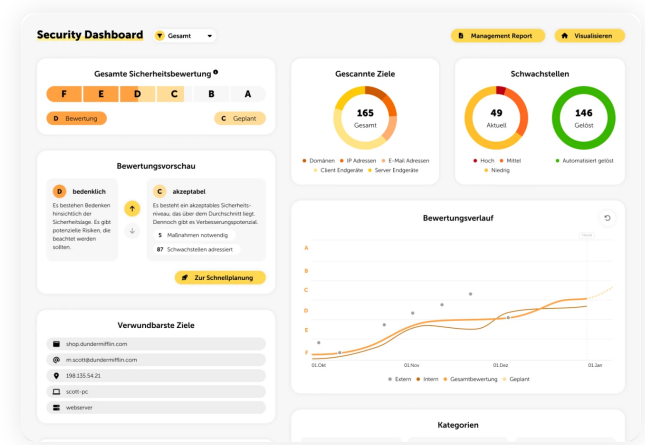 Security Dashboard
Gesamt
Management Report
Visualisieren
Gesamte Sicherheitsbewertung
F E D C B A
D Bewertung
C Geplant
Gescannte Ziele
165
Gesamt
Domänen IP Adressen E-Mail Adressen
Client Endgeräte Server Endgeräte
Schwachstellen
49
Aktuell
146
Gelöst
Hoch Mittel
Niedrig
Automatisiert gelöst
Bewertungsvorschau
D bedenklich
Es bestehen Bedenken
hinsichtlich der
Sicherheitslage. Es gibt
potenzielle Risiken, die
beachtet werden
sollten.
C akzeptabel
Es besteht ein akzeptables Sicherheits-
niveau, das über dem Durchschnitt liegt.
Dennoch gibt es Verbesserungspotenzial.
5 Maßnahmen notwendig
87 Schwachstellen adressiert
Zur Schnellplanung
Bewertungsverlauf
A
B
C
D
E
F
01.Okt
01.Nov
01.Dez
01.Jan
Extern Intern Gesamtbewertung Geplant
Verwundbarste Ziele
shop.dundermifflin.com
m.scott@dundermifflin.com
198.135.54.21
scott-pc
webserver
Kategorien